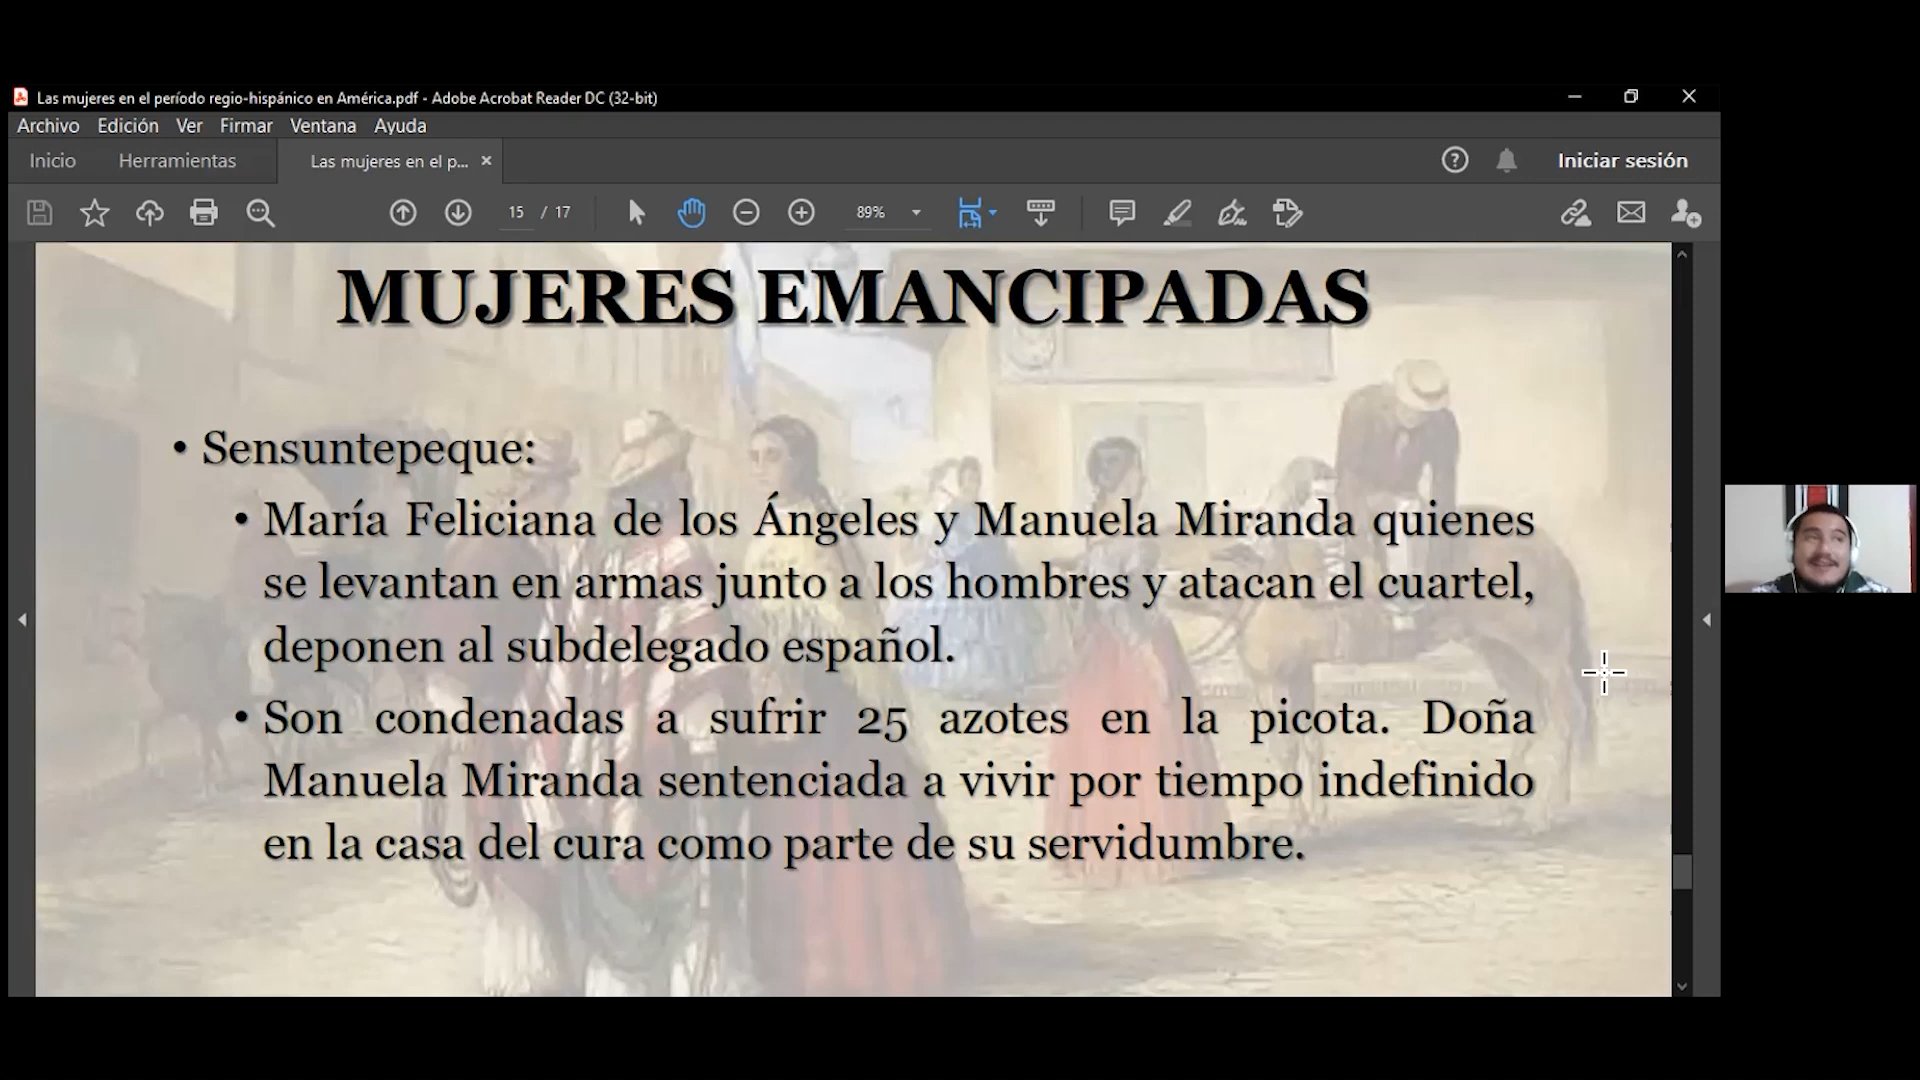 Las mujeres en el período regio-hispánico en América.pdf - Adobe Acrobat Reader DC (32-bit)
Archivo Edición Ver Firmar Ventana Ayuda
Inicio Herramientas Las mujeres en el p... Iniciar sesión
15 / 17 89%
MUJERES EMANCIPADAS
• Sensuntepeque:
• María Feliciana de los Ángeles y Manuela Miranda quienes
se levantan en armas junto a los hombres y atacan el cuartel,
deponen al subdelegado español.
• Son condenadas a sufrir 25 azotes en la picota. Doña
Manuela Miranda sentenciada a vivir por tiempo indefinido
en la casa del cura como parte de su servidumbre.